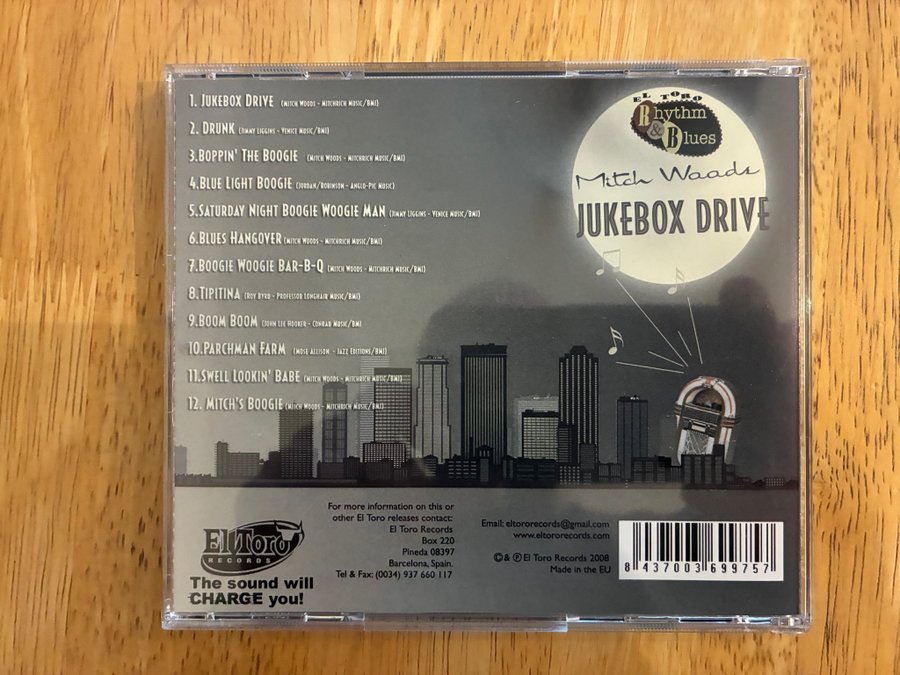 1. Jukebox Drive (Mitch Woods - Mitchrich Music/BMI)
2. Drunk (Jimmy Liggins - Venice Music/BMI)
3.Boppin' The Boogie (Mitch Woods - Mitchrich Music/BMI)
4.Blue Light Boogie (Jordan/Robinson - Anglo-Pic Music)
5.Saturday Night Boogie Woogie Man (Jimmy Liggins - Venice Music/BMI)
6.Blues Hangover (Mitch Woods - Mitchrich Music/BMI)
7.Boogie Woogie Bar-B-Q (Mitch Woods - Mitchrich Music/BMI)
8.Tipitina (Roy Byrd - Professor Longhair Music/BMI)
9.Boom Boom (John Lee Hooker - Conrad Music/BMI
10.Parchman Farm (Mose Allison - Jazz Editions/BMI)
11.Swell Lookin' Babe (Mitch Woods - Mitchrich Music/BMI)
12. Mitch's Boogie (Mitch Woods - Mitchrich Music/BMI)
EL TORO
Rhythm
& Blues
Mitch Woods
JUKEBOX DRIVE
El Toro
RECORDS
The sound will
CHARGE you!
For more information on this or
other El Toro releases contact:
El Toro Records
Box 220
Pineda 08397
Barcelona, Spain.
Tel & Fax: (0034) 937 660 117
Email: eltororecords@gmail.com
www.eltororecords.com
©& ℗ El Toro Records 2008
Made in the EU
8 437003 699757